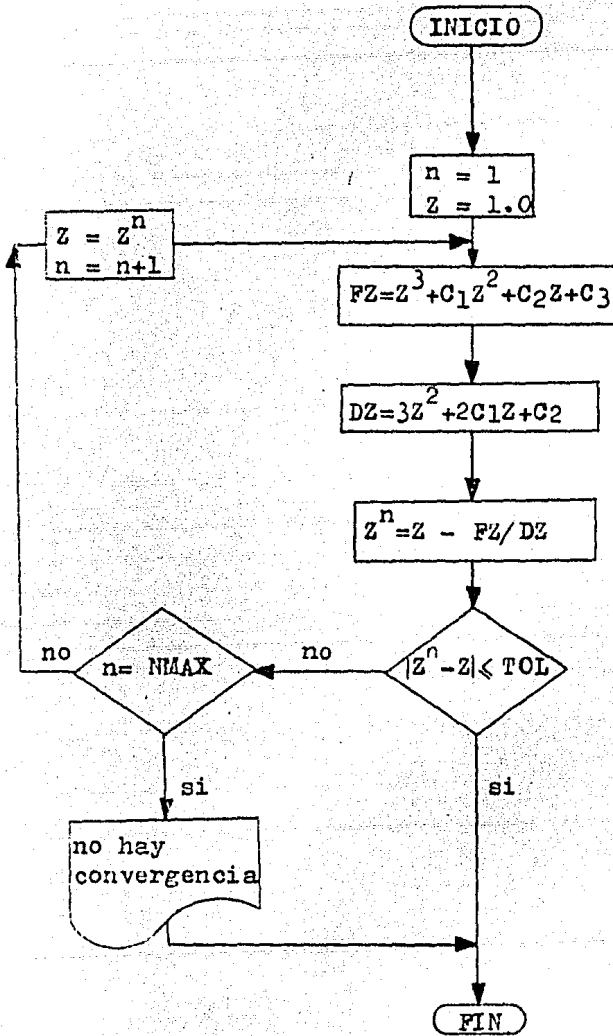 INICIO
n = 1
Z = 1.0
Z = Z^n
n = n+1
FZ=Z^3+C1Z^2+C2Z+C3
DZ=3Z^2+2C1Z+C2
Z^n=Z - FZ/DZ
|Z^n-Z|⩽ TOL
no
n= NMAX
no
si
si
no hay
convergencia
FIN